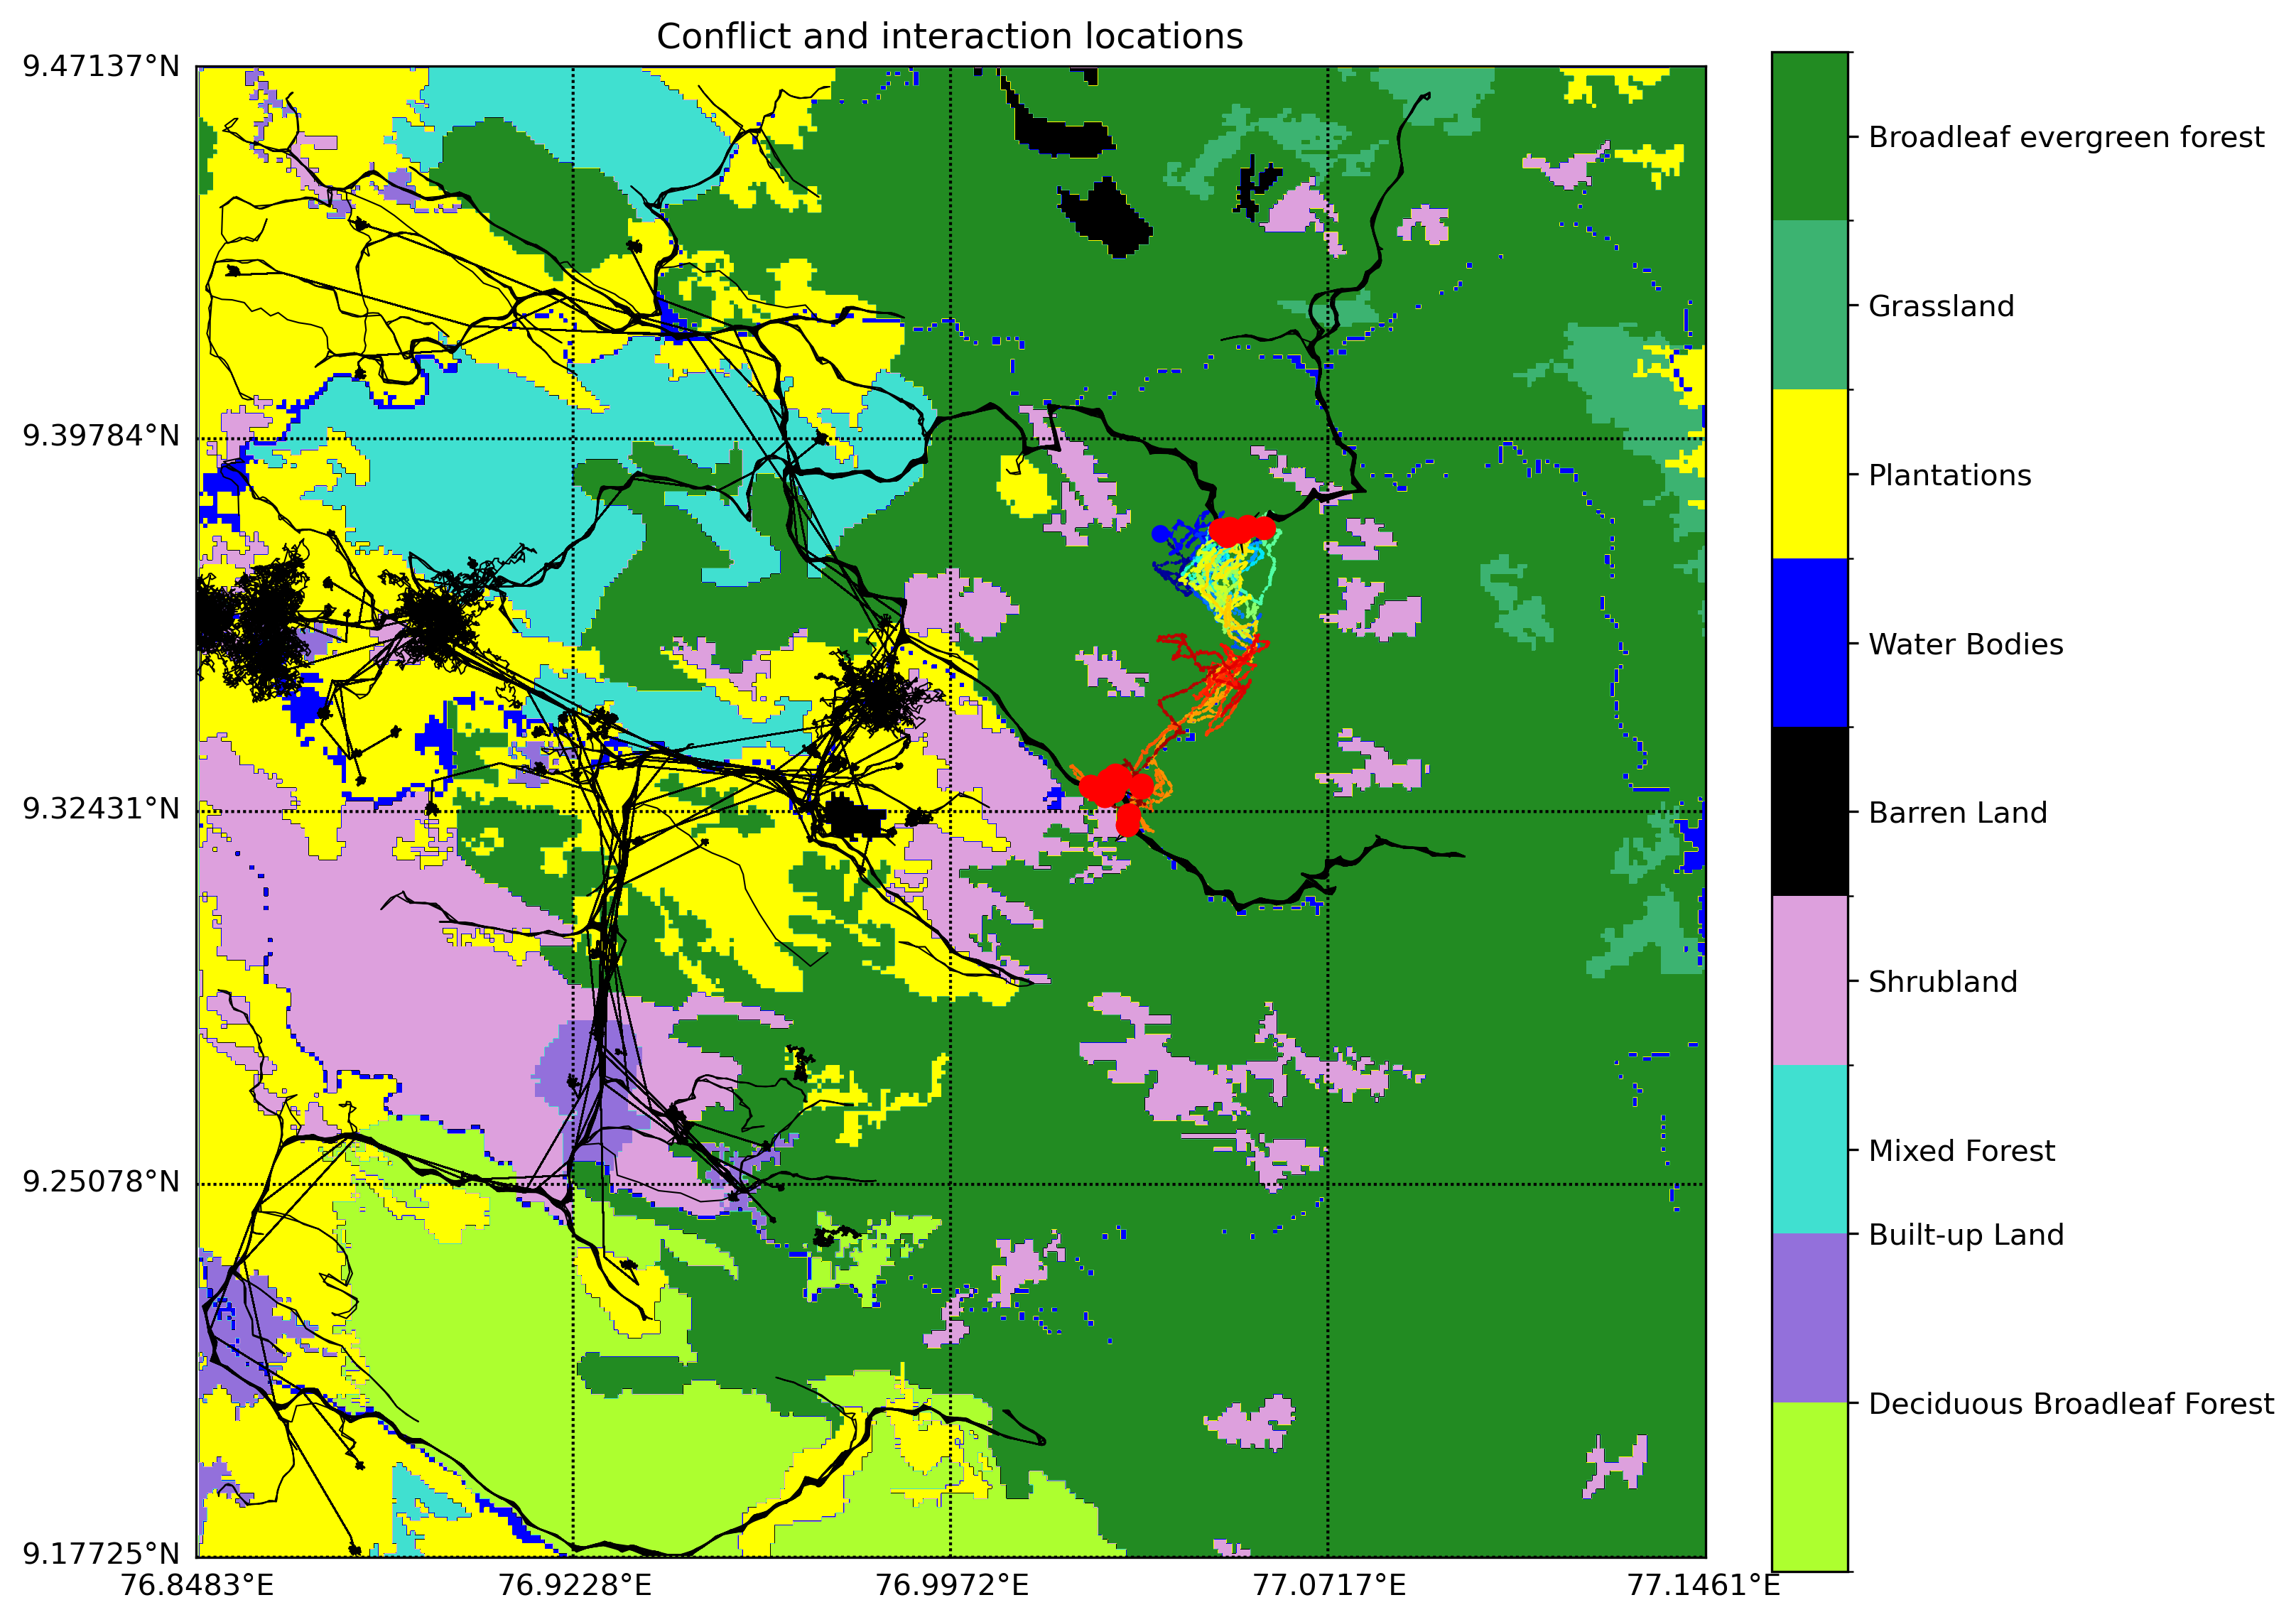 Conflict and interaction locations
9.47137°N
9.39784°N
9.32431°N
9.25078°N
9.17725°N
76.8483°E
76.9228°E
76.9972°E
77.0717°E
77.1461°E
Broadleaf evergreen forest
Grassland
Plantations
Water Bodies
Barren Land
Shrubland
Mixed Forest
Built-up Land
Deciduous Broadleaf Forest